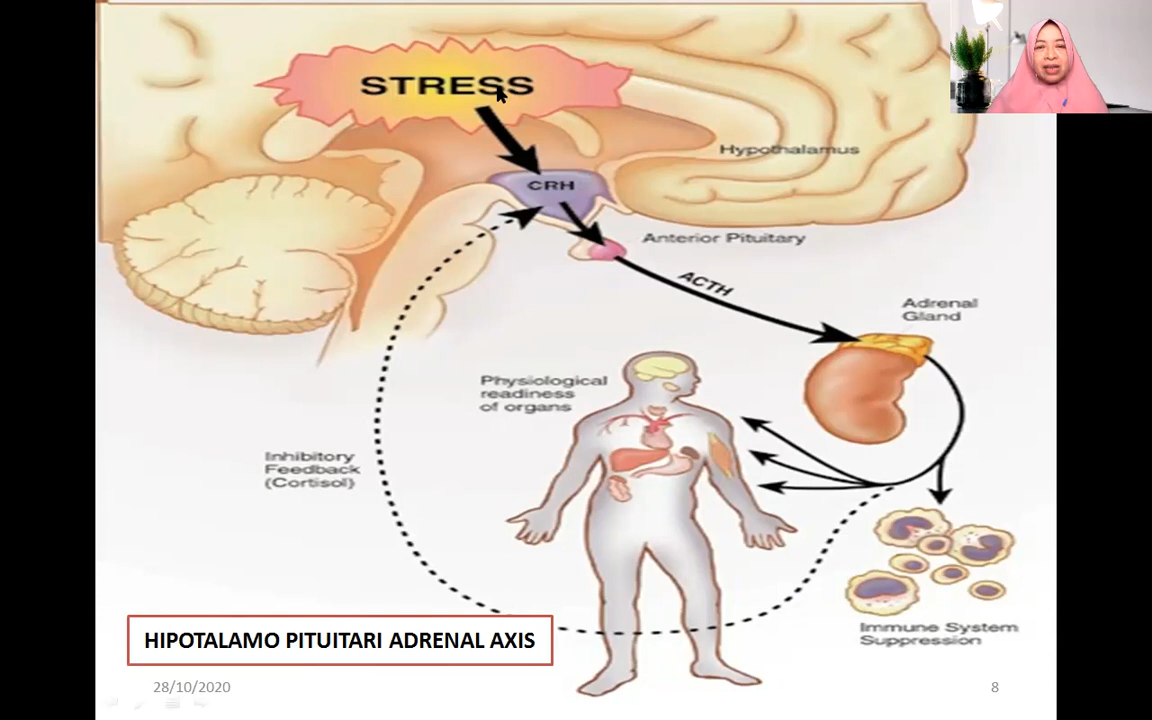 STRESS
Hypothalamus
CRH
Anterior Pituitary
ACTH
Adrenal
Gland
Physiological
readiness
of organs
Inhibitory
Feedback
(Cortisol)
Immune System
Suppression
HIPOTALAMO PITUITARI ADRENAL AXIS
28/10/2020
8